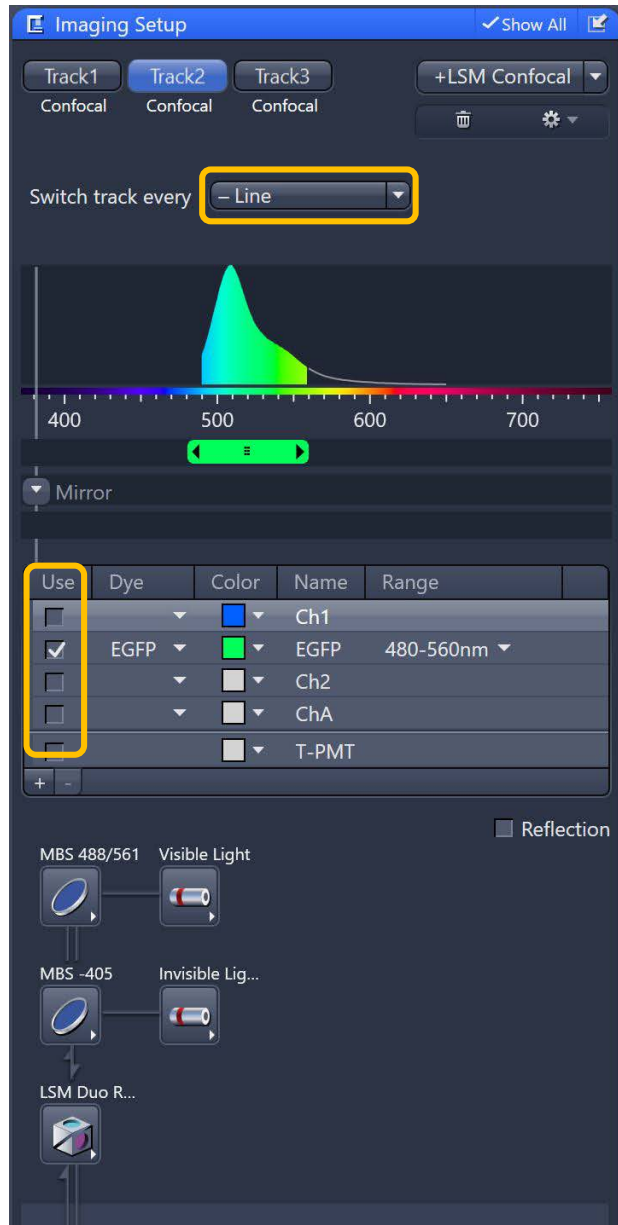 Imaging Setup Show All
Track1 Track2 Track3 +LSM Confocal
Confocal Confocal Confocal
Switch track every – Line
400 500 600 700
Mirror
Use Dye Color Name Range
Ch1
EGFP EGFP 480-560nm
Ch2
ChA
T-PMT
+ -
Reflection
MBS 488/561 Visible Light
MBS -405 Invisible Lig...
LSM Duo R...